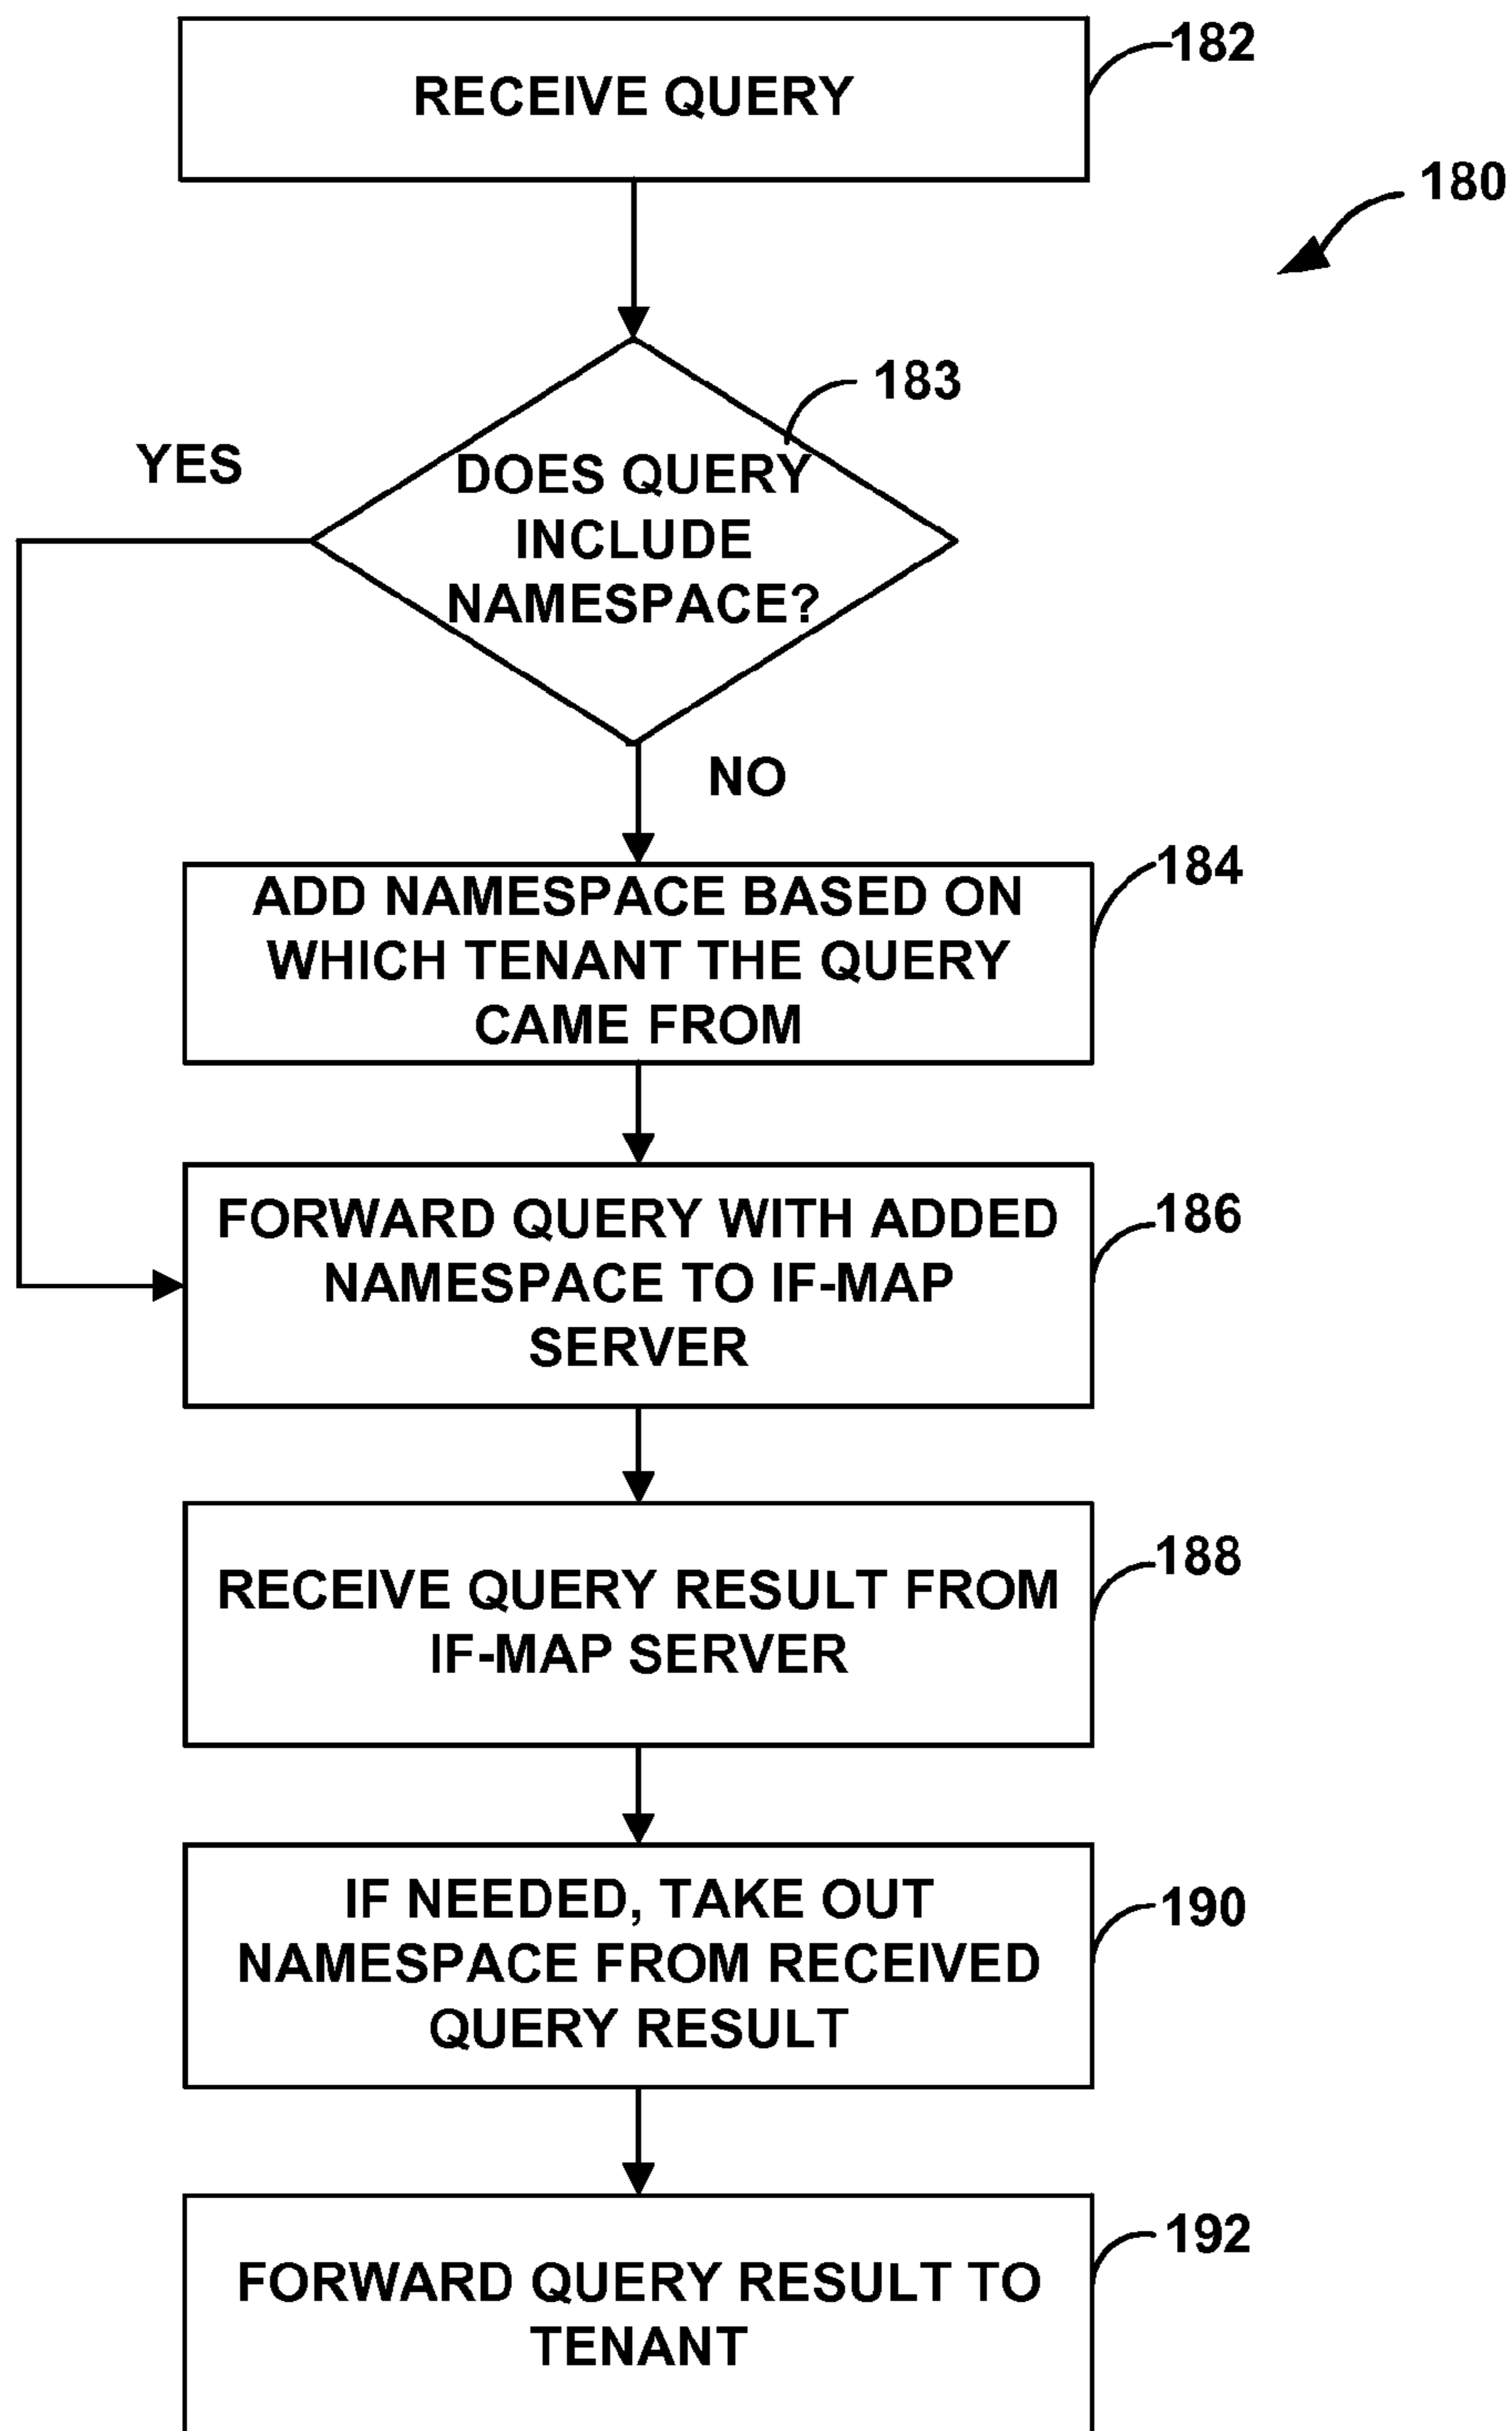 RECEIVE QUERY
182
180
183
YES
DOES QUERY
INCLUDE
NAMESPACE?
NO
184
ADD NAMESPACE BASED ON
WHICH TENANT THE QUERY
CAME FROM
186
FORWARD QUERY WITH ADDED
NAMESPACE TO IF-MAP
SERVER
188
RECEIVE QUERY RESULT FROM
IF-MAP SERVER
190
IF NEEDED, TAKE OUT
NAMESPACE FROM RECEIVED
QUERY RESULT
192
FORWARD QUERY RESULT TO
TENANT